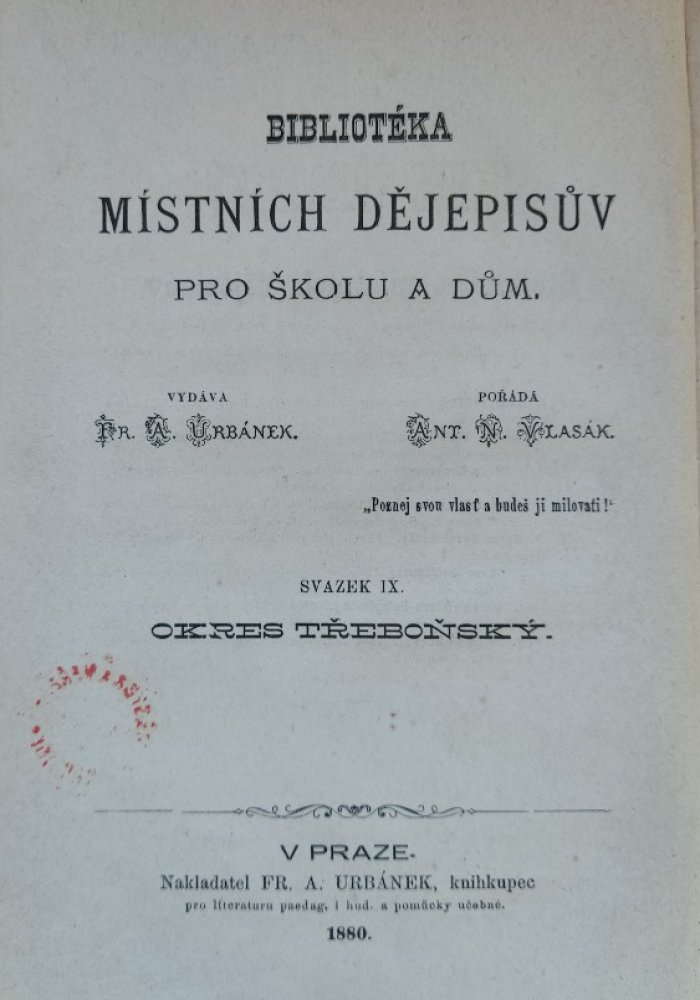 BIBLIOTÉKA
MÍSTNÍCH DĚJEPISŮV
PRO ŠKOLU A DŮM.
VYDÁVA
FR. A. URBÁNEK.
POŘÁDÁ
ANT. N. VLASÁK.
„Poznej svou vlasť a budeš ji milovati!“
SVAZEK IX.
OKRES TŘEBOŇSKÝ.
V PRAZE.
Nakladatel FR. A. URBÁNEK, knihkupec
pro literaturu paedag. i hud. a pomůcky učebné.
1880.